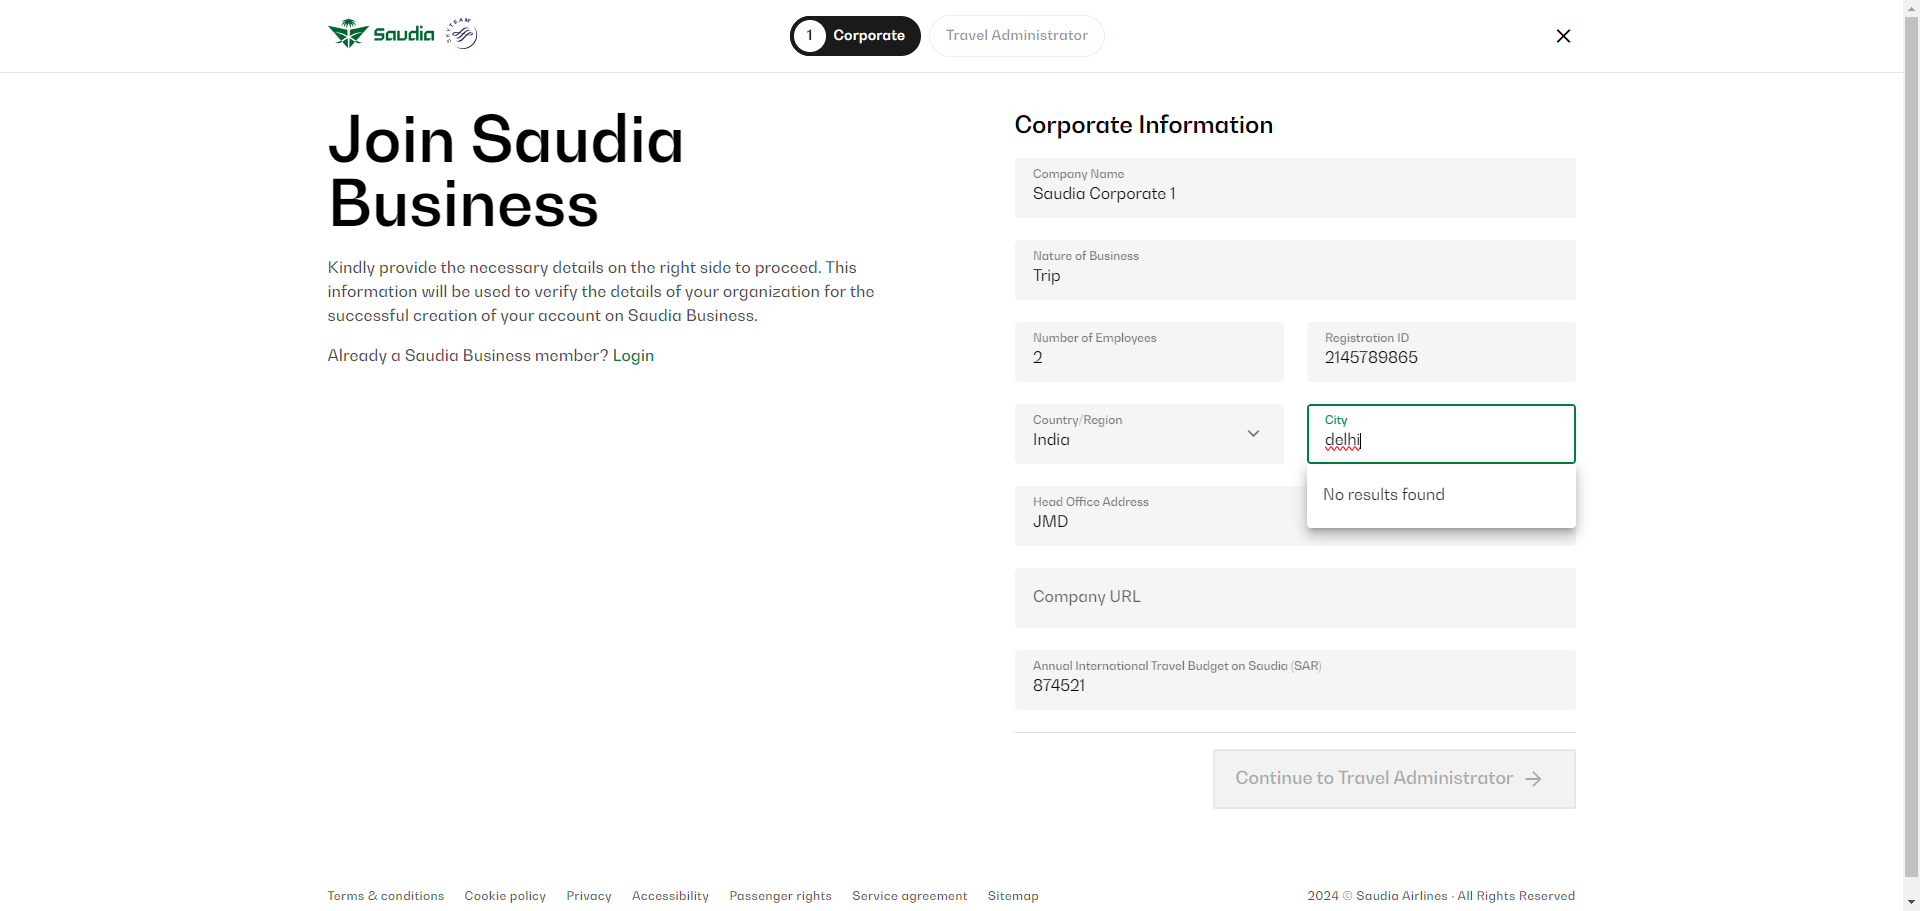 Saudia
SKYTEAM
1 Corporate
Travel Administrator
Join Saudia
Business
Kindly provide the necessary details on the right side to proceed. This
information will be used to verify the details of your organization for the
successful creation of your account on Saudia Business.
Already a Saudia Business member? Login
Corporate Information
Company Name
Saudia Corporate 1
Nature of Business
Trip
Number of Employees
2
Registration ID
2145789865
Country/Region
India
City
delhi
No results found
Head Office Address
JMD
Company URL
Annual International Travel Budget on Saudia (SAR)
874521
Continue to Travel Administrator
Terms & conditions Cookie policy Privacy Accessibility Passenger rights Service agreement Sitemap
2024 © Saudia Airlines · All Rights Reserved